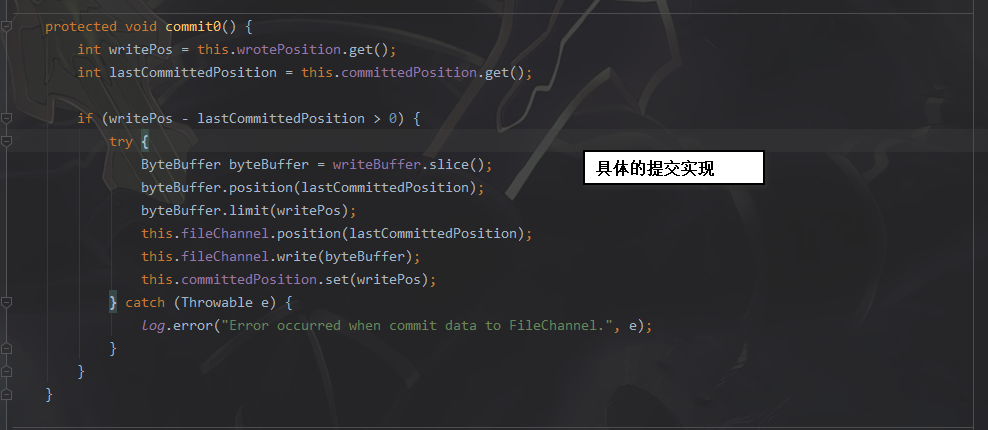 protected void commit0() {
int writePos = this.wrotePosition.get();
int lastCommittedPosition = this.committedPosition.get();
if (writePos - lastCommittedPosition > 0) {
try {
ByteBuffer byteBuffer = writeBuffer.slice();
具体的提交实现
byteBuffer.position(lastCommittedPosition);
byteBuffer.limit(writePos);
this.fileChannel.position(lastCommittedPosition);
this.fileChannel.write(byteBuffer);
this.committedPosition.set(writePos);
} catch (Throwable e) {
log.error("Error occurred when commit data to FileChannel.", e);
}
}
}